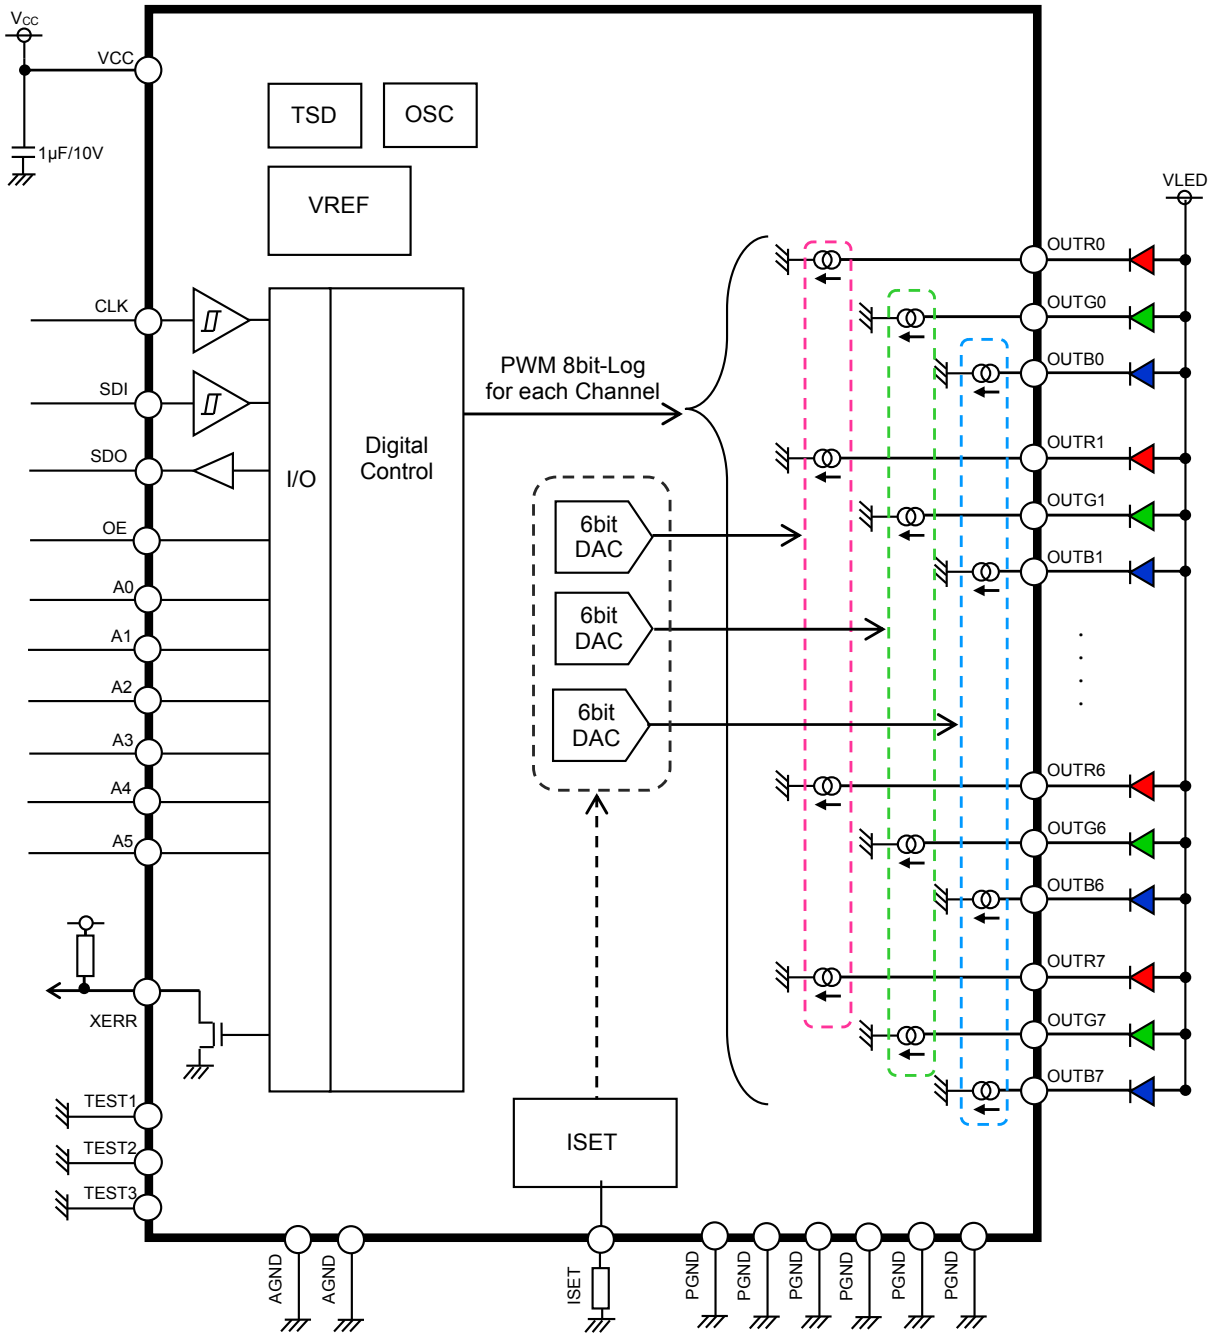 VCC
VCC
1µF/10V
TSD
OSC
VREF
VLED
CLK
SDI
SDO
OE
A0
A1
A2
A3
A4
A5
XERR
TEST1
TEST2
TEST3
I/O
Digital
Control
PWM 8bit-Log
for each Channel
6bit
DAC
6bit
DAC
6bit
DAC
ISET
OUTR0
OUTG0
OUTB0
OUTR1
OUTG1
OUTB1
OUTR6
OUTG6
OUTB6
OUTR7
OUTG7
OUTB7
AGND
AGND
ISET
PGND
PGND
PGND
PGND
PGND
PGND